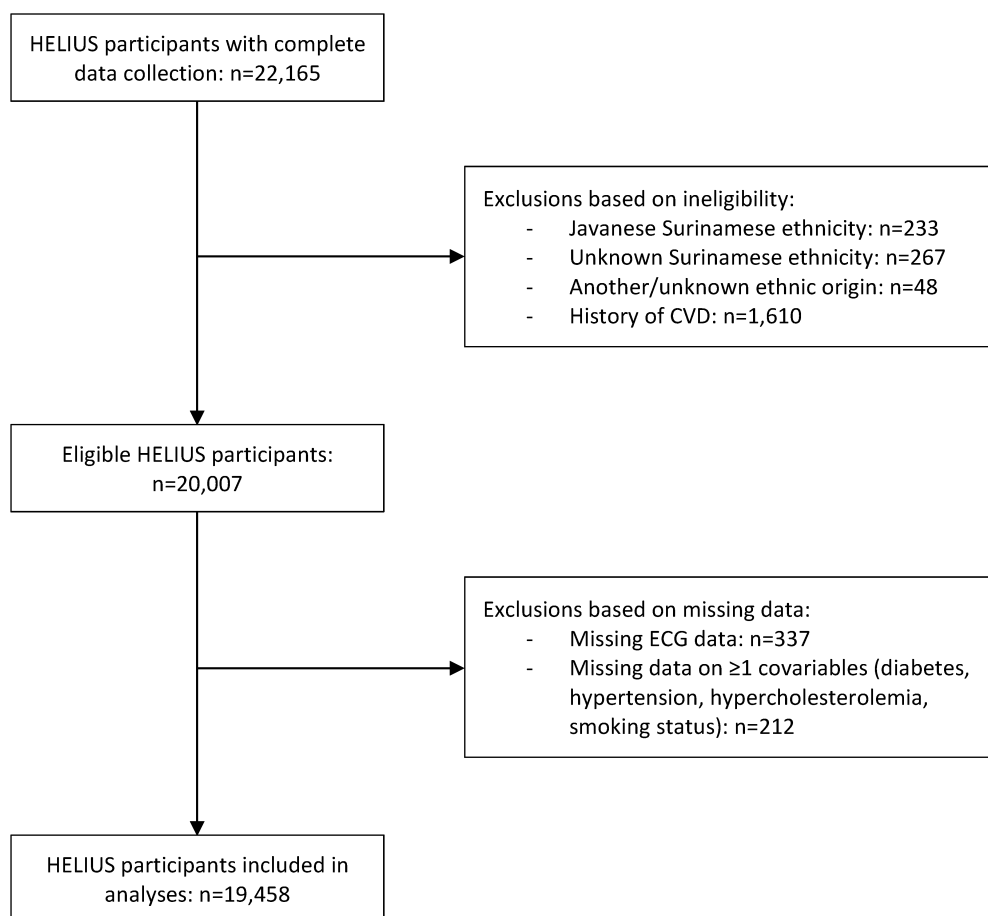 HELIUS participants with complete
data collection: n=22,165
Exclusions based on ineligibility:
- Javanese Surinamese ethnicity: n=233
- Unknown Surinamese ethnicity: n=267
- Another/unknown ethnic origin: n=48
- History of CVD: n=1,610
Eligible HELIUS participants:
n=20,007
Exclusions based on missing data:
- Missing ECG data: n=337
- Missing data on ≥1 covariables (diabetes,
hypertension, hypercholesterolemia,
smoking status): n=212
HELIUS participants included in
analyses: n=19,458